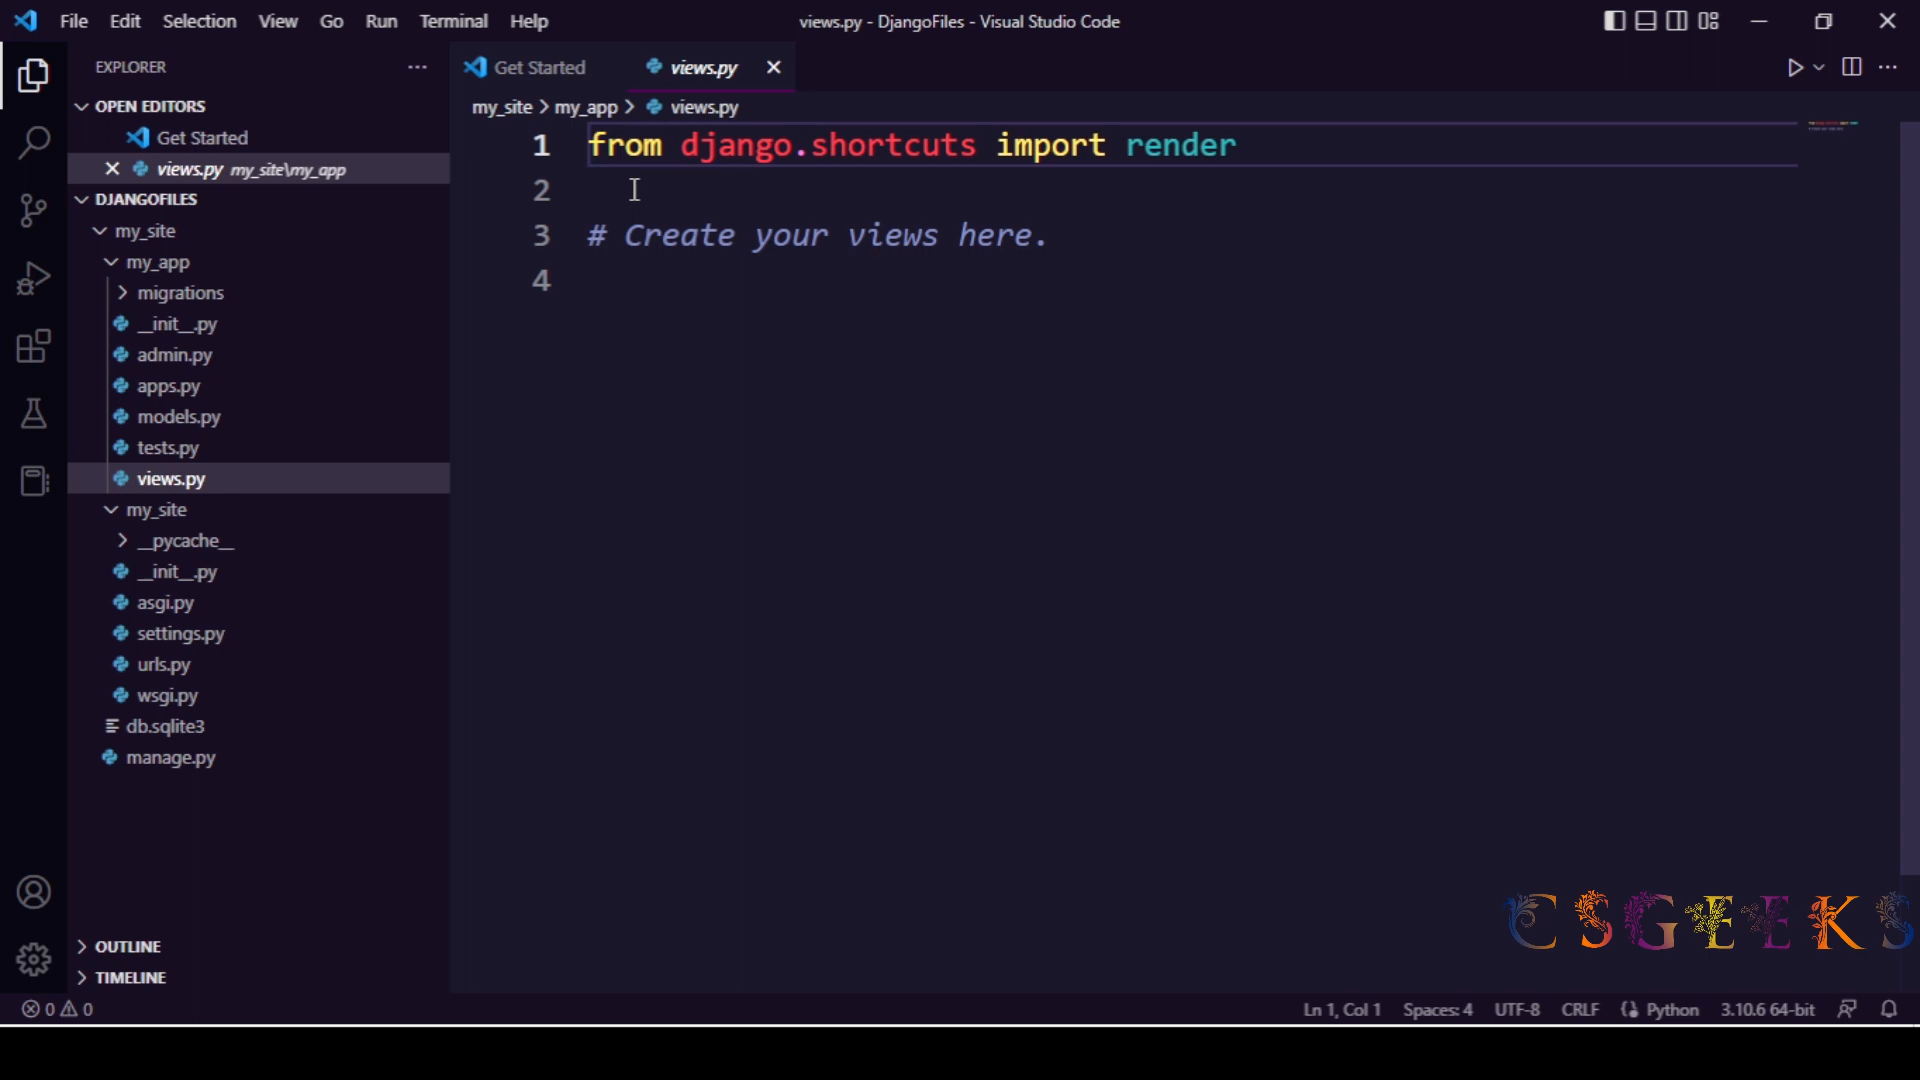 File Edit Selection View Go Run Terminal Help
views.py - DjangoFiles - Visual Studio Code
EXPLORER
OPEN EDITORS
Get Started
views.py my_site\my_app
DJANGOFILES
my_site
my_app
migrations
__init__.py
admin.py
apps.py
models.py
tests.py
views.py
my_site
__pycache__
__init__.py
asgi.py
settings.py
urls.py
wsgi.py
db.sqlite3
manage.py
OUTLINE
TIMELINE
Get Started views.py
my_site > my_app > views.py
1 from django.shortcuts import render
2
3 # Create your views here.
4
CSGEEKS
0 0
Ln 1, Col 1 Spaces: 4 UTF-8 CRLF Python 3.10.6 64-bit